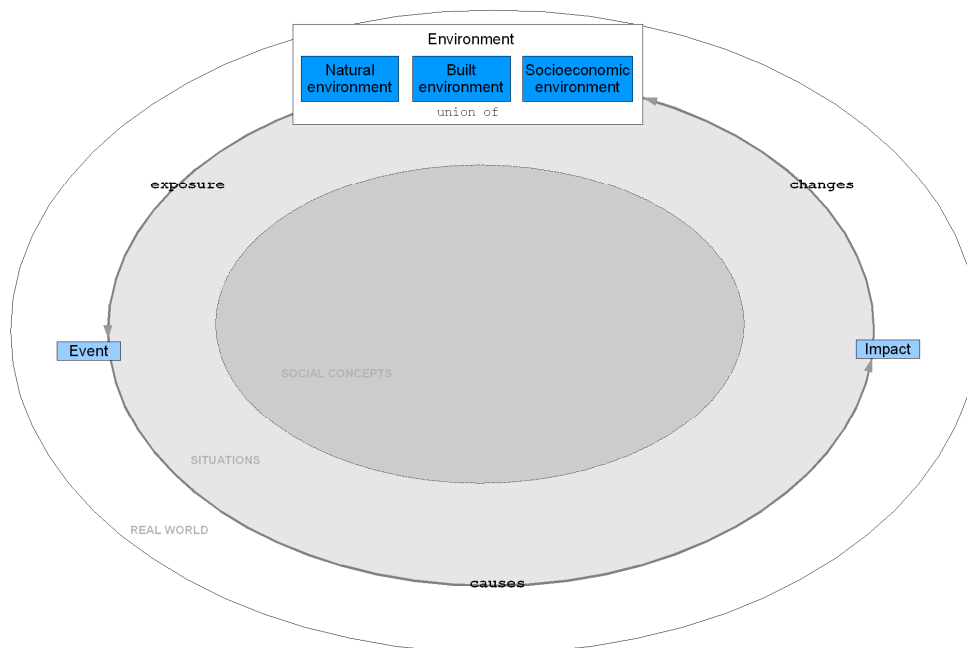 Environment
Natural
environment
Built
environment
Socioeconomic
environment
union of
exposure
changes
Event
Impact
SOCIAL CONCEPTS
SITUATIONS
REAL WORLD
causes